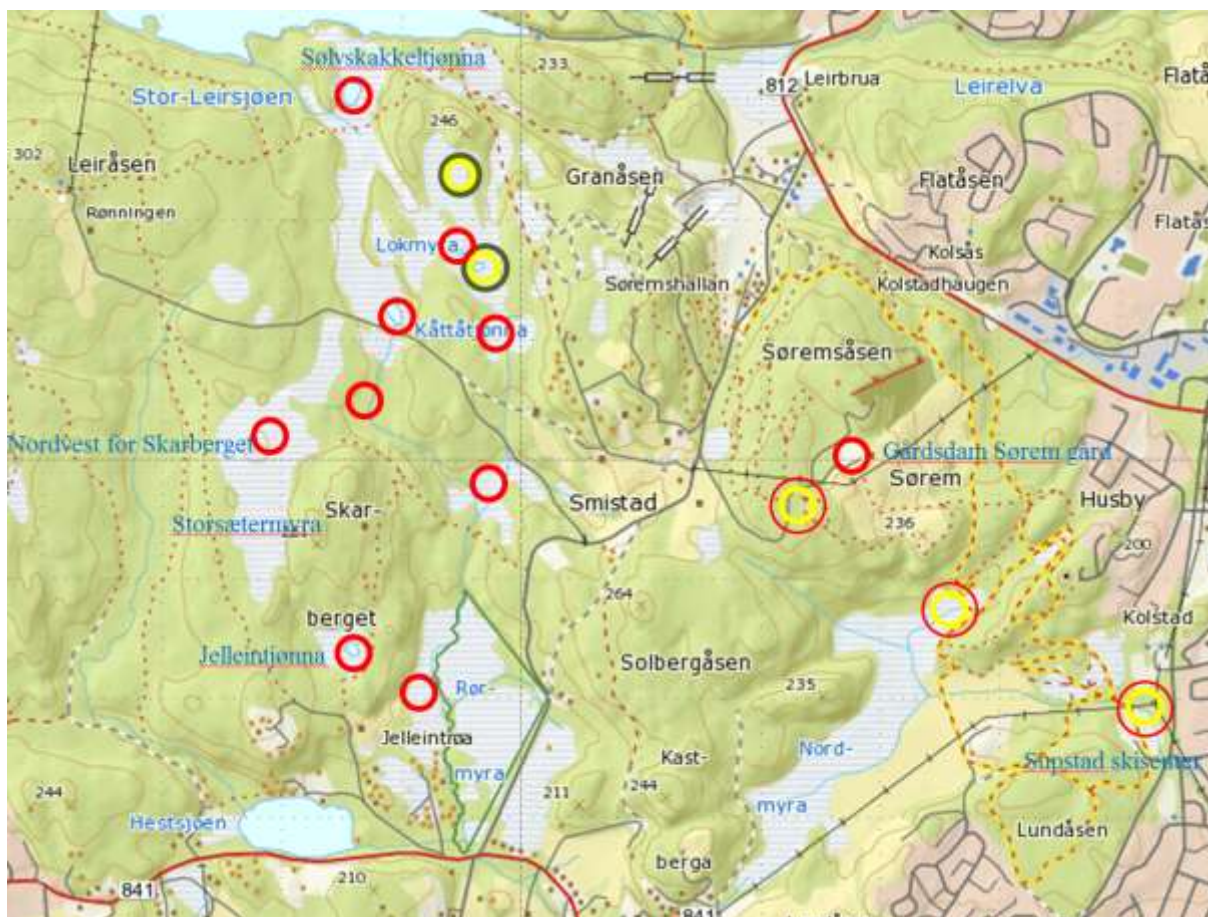 Sølvskakkeltjønna
233
812
Leirbrua
Flatå
Stor-Leirsjøen
Leirelva
246
302
Leiråsen
Granåsen
Flatåsen
Rønningen
Flatås
Lokmyra
Kolsås
Søremshallan
Kolstadhaugen
Kåttåtjønna
Søremsåsen
Nordvest for Skarberget
Gårdsdam Sørem gård
Sørem
Skar-
Smistad
Husby
Storsætermyra
236
200
264
berget
Kolstad
Jelleintjønna
Solbergåsen
235
Rør-
Jelleintrøa
Kast-
Nord-
myra
244
244
211
myra
Hestsjøen
Lundåsen
berga
841
210
841